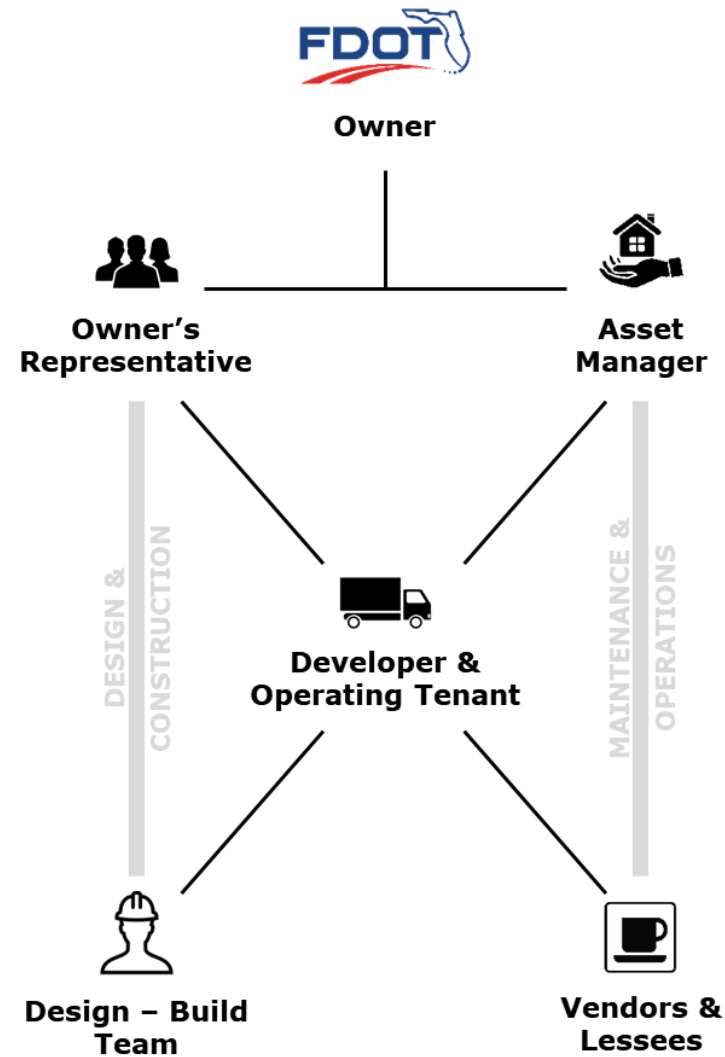 FDOT
Owner
Owner’s
Representative
Asset
Manager
DESIGN &
CONSTRUCTION
MAINTENANCE &
OPERATIONS
Developer &
Operating Tenant
Design – Build
Team
Vendors &
Lessees